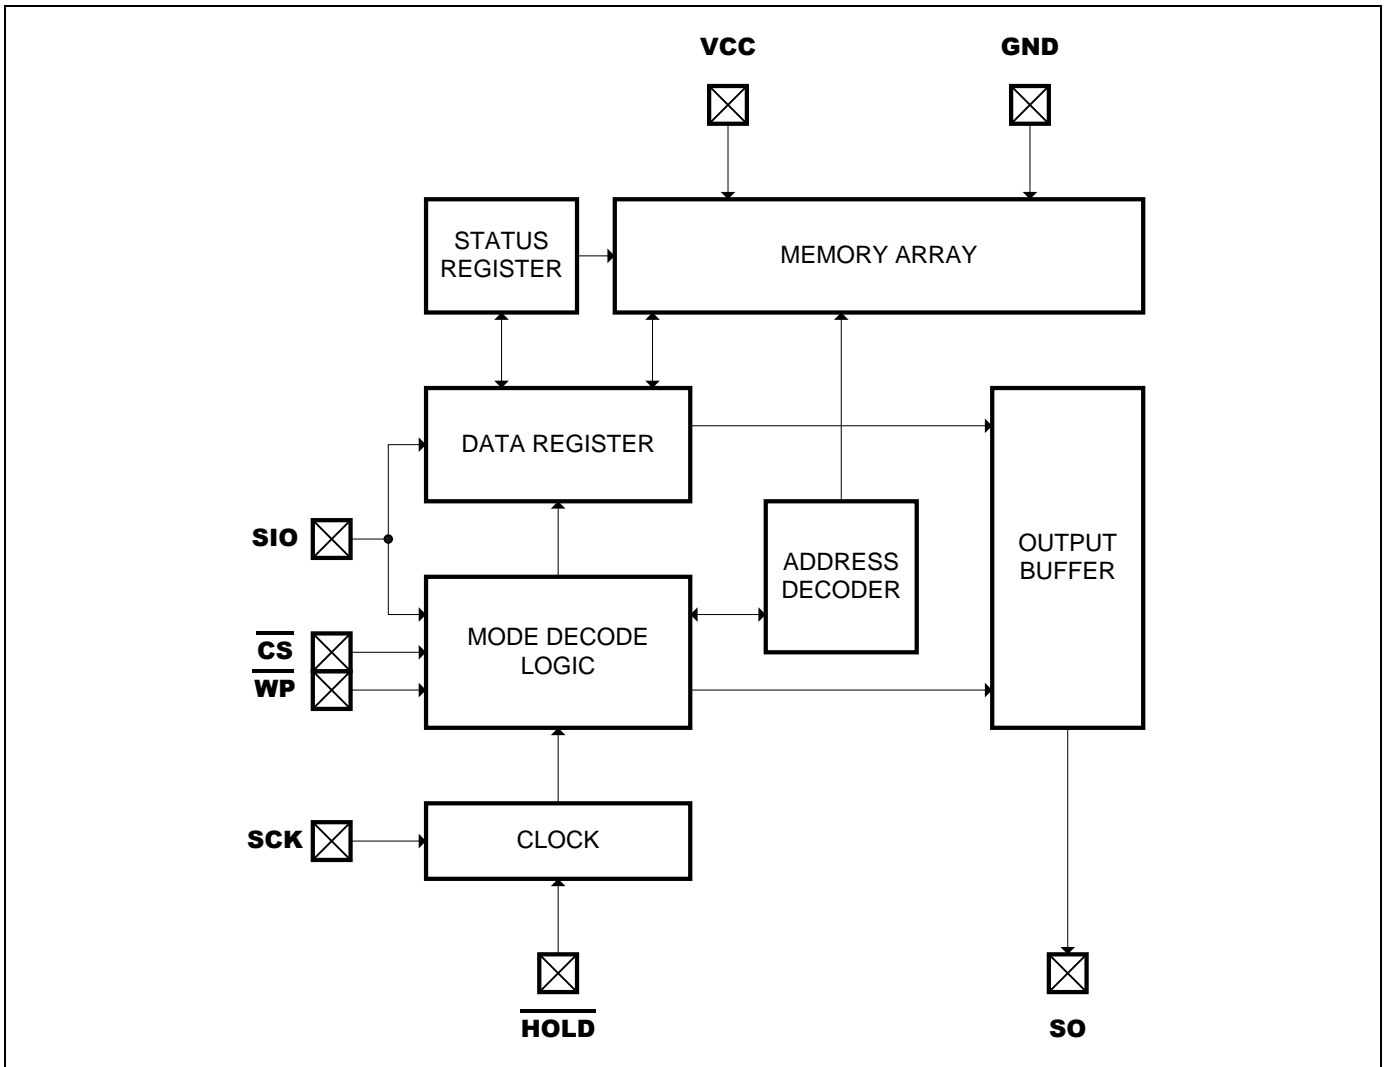 VCC
GND
STATUS
REGISTER
MEMORY ARRAY
DATA REGISTER
SIO
ADDRESS
DECODER
OUTPUT
BUFFER
CS
WP
MODE DECODE
LOGIC
SCK
CLOCK
HOLD
SO